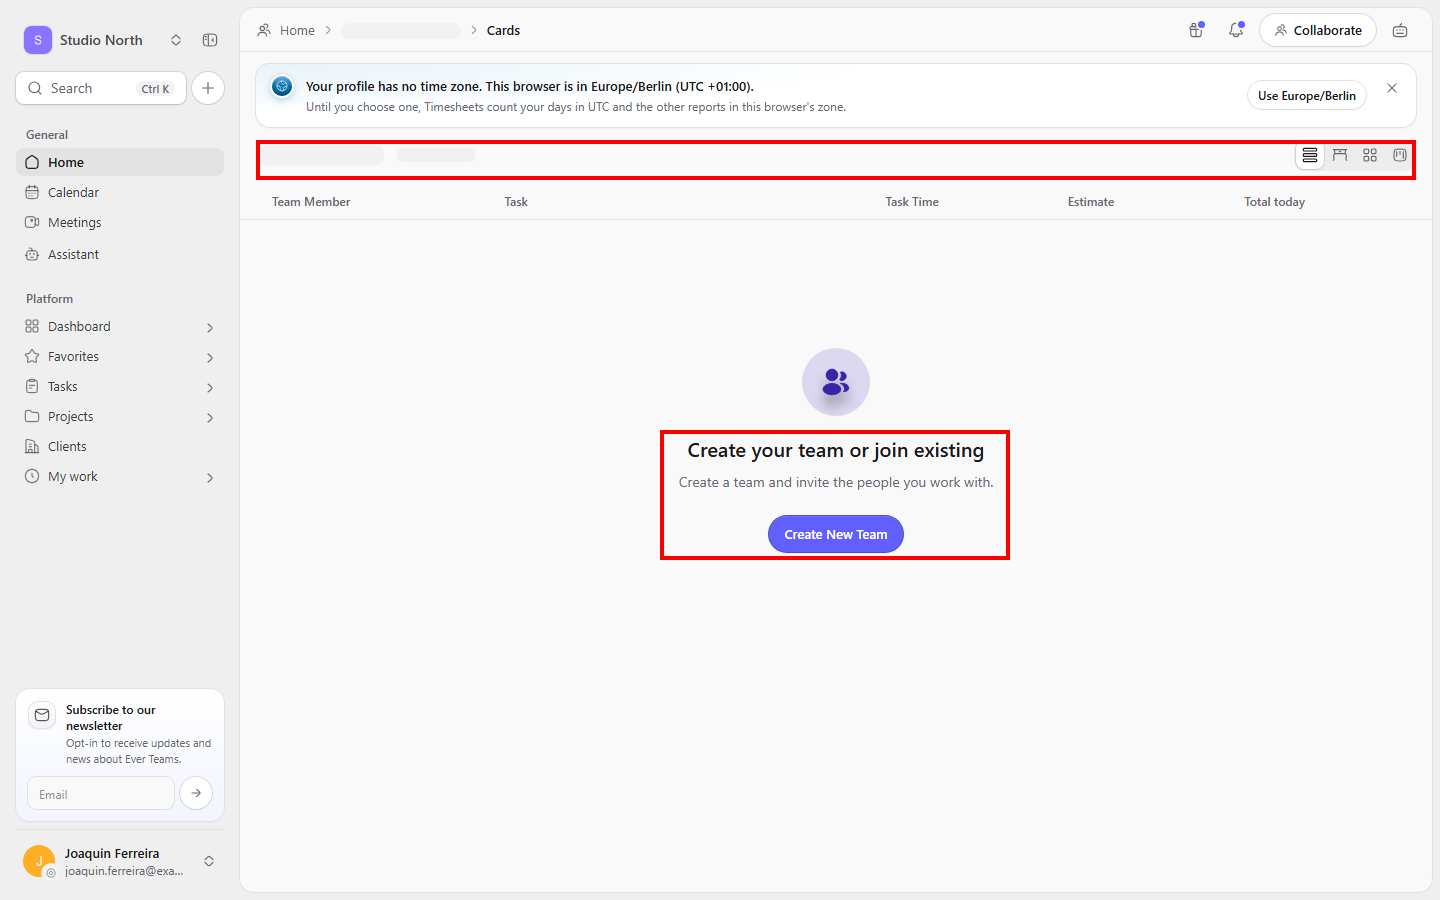 S
Studio North
Search
Ctrl K
General
Home
Calendar
Meetings
Assistant
Platform
Dashboard
Favorites
Tasks
Projects
Clients
My work
Subscribe to our
newsletter
Opt-in to receive updates and
news about Ever Teams.
Email
J
Joaquin Ferreira
joaquin.ferreira@exa...
Home
Cards
Collaborate
Your profile has no time zone. This browser is in Europe/Berlin (UTC +01:00).
Until you choose one, Timesheets count your days in UTC and the other reports in this browser's zone.
Use Europe/Berlin
Team Member Task Task Time Estimate Total today
Create your team or join existing
Create a team and invite the people you work with.
Create New Team